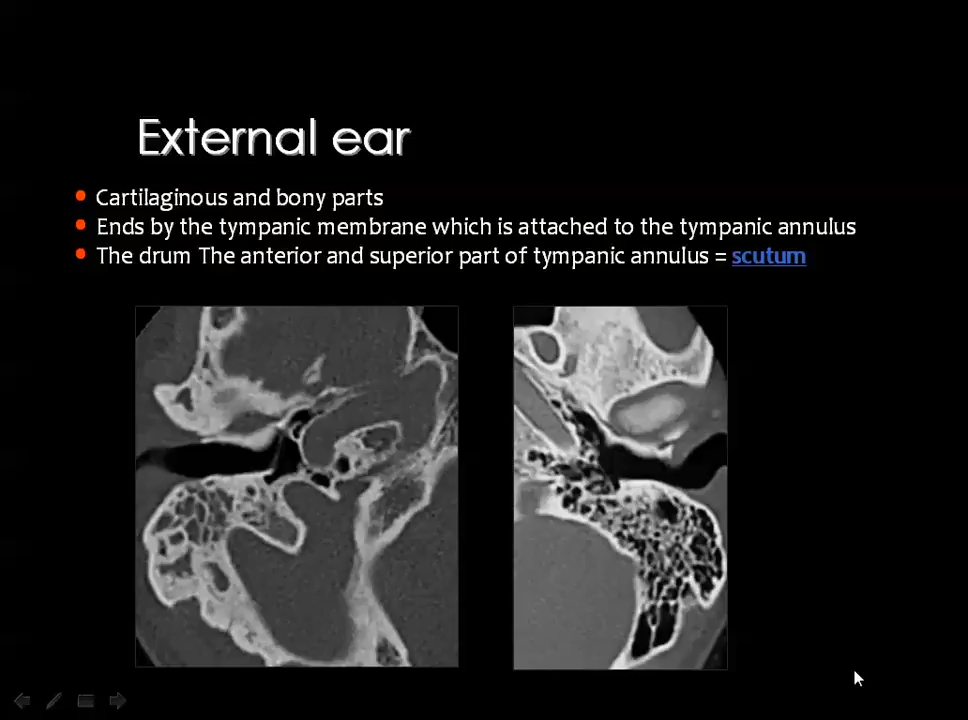 External ear
Cartilaginous and bony parts
Ends by the tympanic membrane which is attached to the tympanic annulus
The drum The anterior and superior part of tympanic annulus = scutum